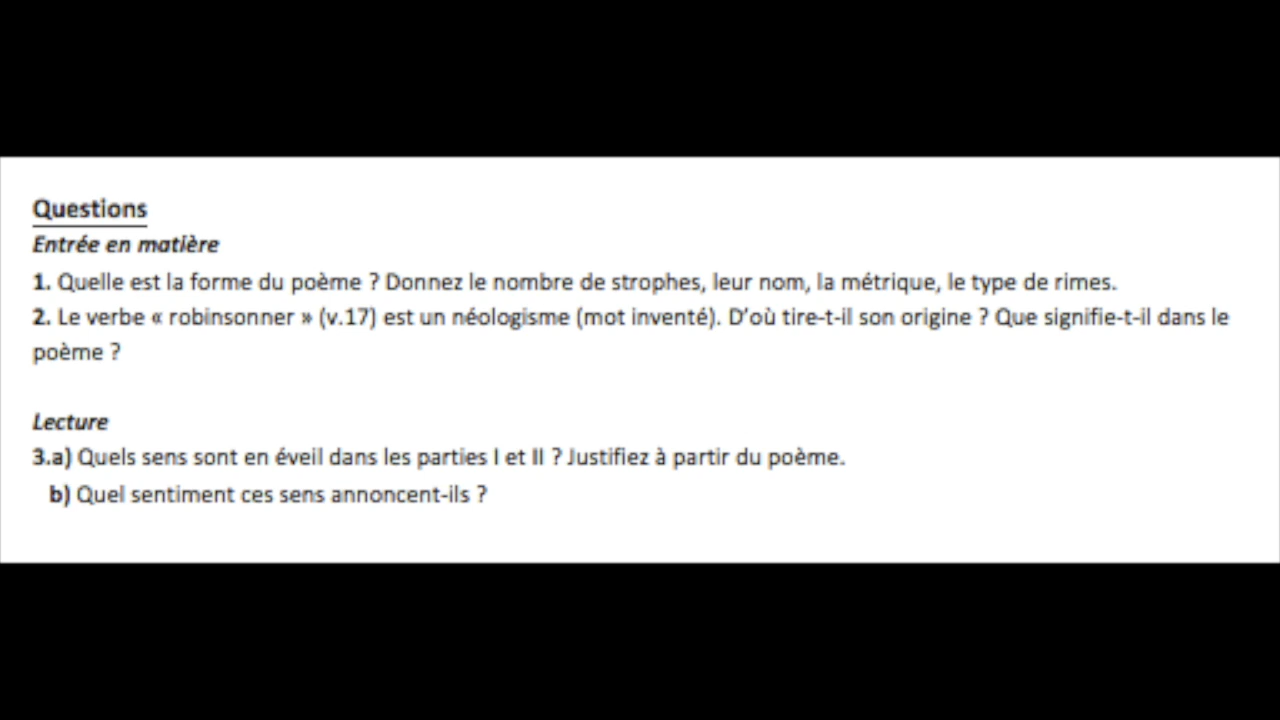 Questions
Entrée en matière
1. Quelle est la forme du poème ? Donnez le nombre de strophes, leur nom, la métrique, le type de rimes.
2. Le verbe « robinsonner » (v.17) est un néologisme (mot inventé). D’où tire-t-il son origine ? Que signifie-t-il dans le
poème ?
Lecture
3.a) Quels sens sont en éveil dans les parties I et II ? Justifiez à partir du poème.
b) Quel sentiment ces sens annoncent-ils ?